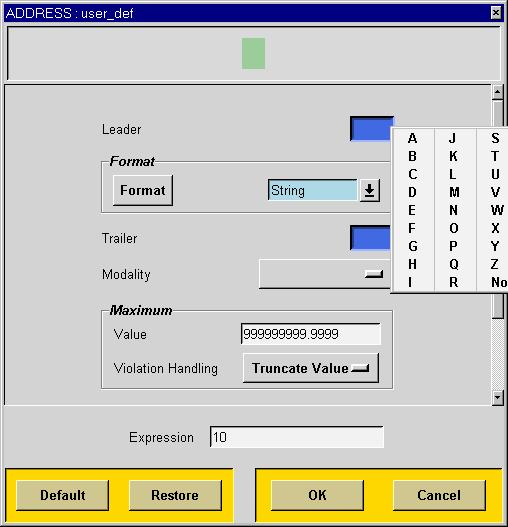 ADDRESS : user_def
Leader
A J S
B K T
C L U
D M V
E N W
F O X
G P Y
H Q Z
I R No
Format
Format String
Trailer
Modality
Maximum
Value 999999999.9999
Violation Handling Truncate Value
Expression 10
Default Restore OK Cancel